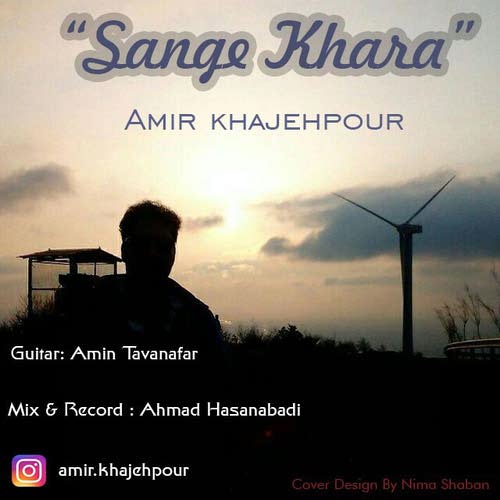 “Sange Khara”
Amir khajehpour
Guitar: Amin Tavanafar
Mix & Record : Ahmad Hasanabadi
amir.khajehpour
Cover Design By Nima Shaban